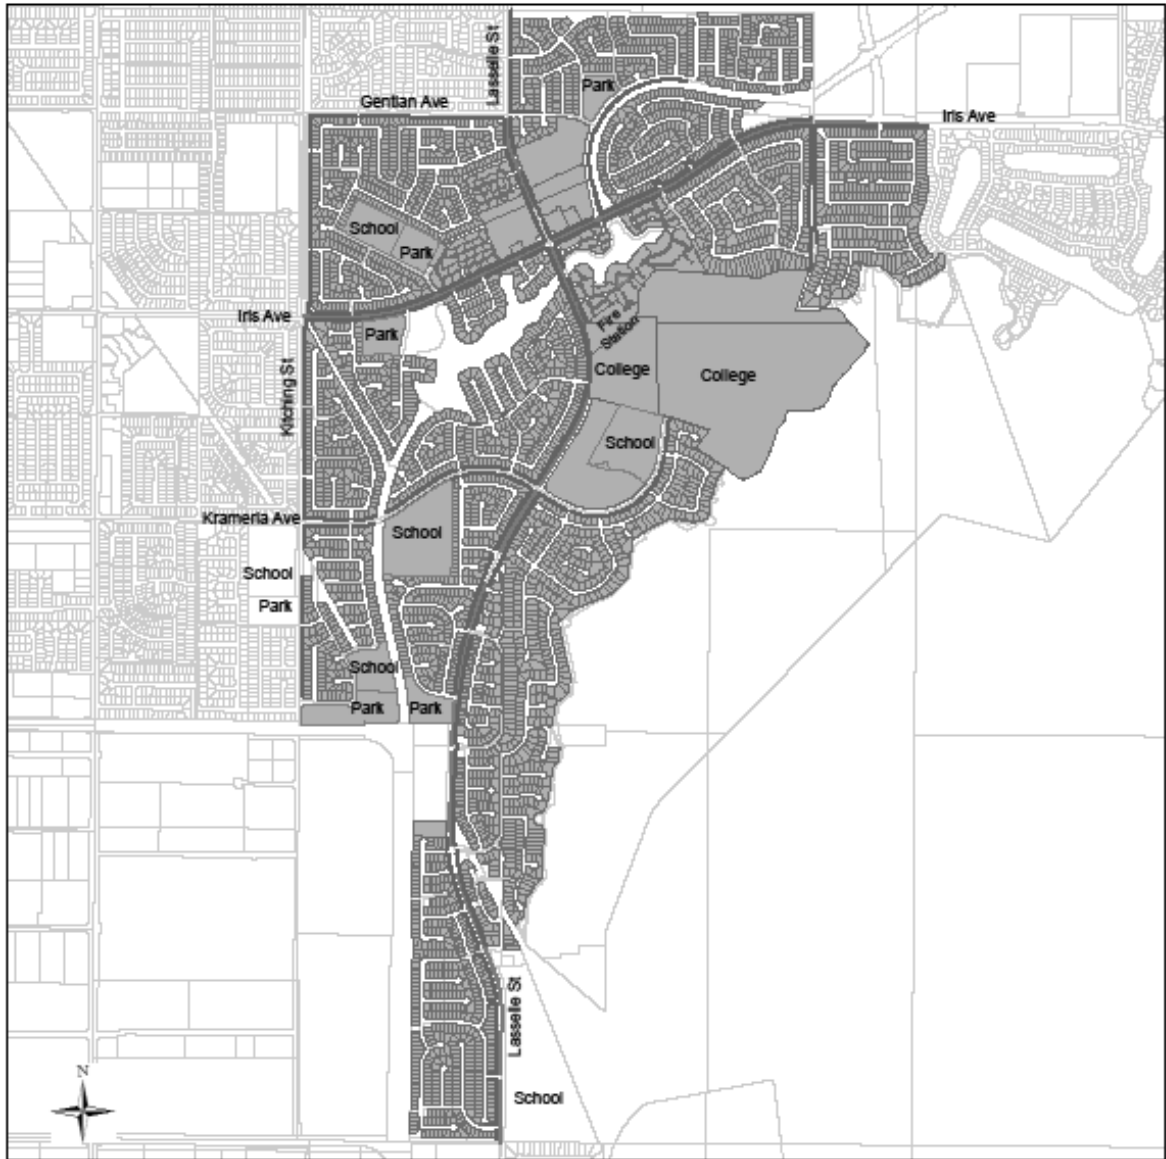 Lasselle St
Park
Gentian Ave
Iris Ave
School
Park
Iris Ave
Park
Fire
Station
Kitching St
College
College
School
Krameria Ave
School
School
Park
School
Park
Park
Lasselle St
N
School